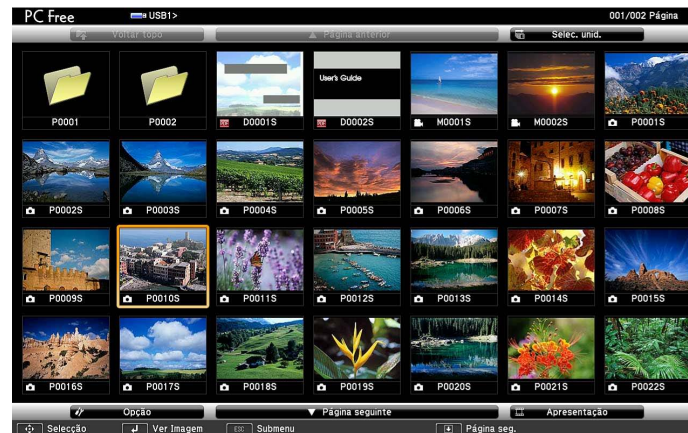 PC Free USB1> 001/002 Página
Voltar topo Página anterior Selec. unid.
User's Guide
P0001 P0002 D0001S D0002S M0001S M0002S P0001S
P0002S P0003S P0004S P0005S P0006S P0007S P0008S
P0009S P0010S P0011S P0012S P0013S P0014S P0015S
P0016S P0017S P0018S P0019S P0020S P0021S P0022S
Opção Página seguinte Apresentação
Selecção Ver Imagem ESC Submenu Página seg.